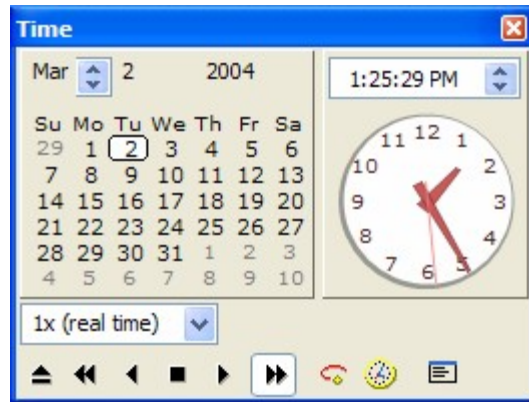 Time
Mar 2 2004
1:25:29 PM
Su Mo Tu We Th Fr Sa
29 1 2 3 4 5 6
7 8 9 10 11 12 13
14 15 16 17 18 19 20
21 22 23 24 25 26 27
28 29 30 31 1 2 3
4 5 6 7 8 9 10
11 12 1
10 2
9 3
8 4
7 6 5
1x (real time)